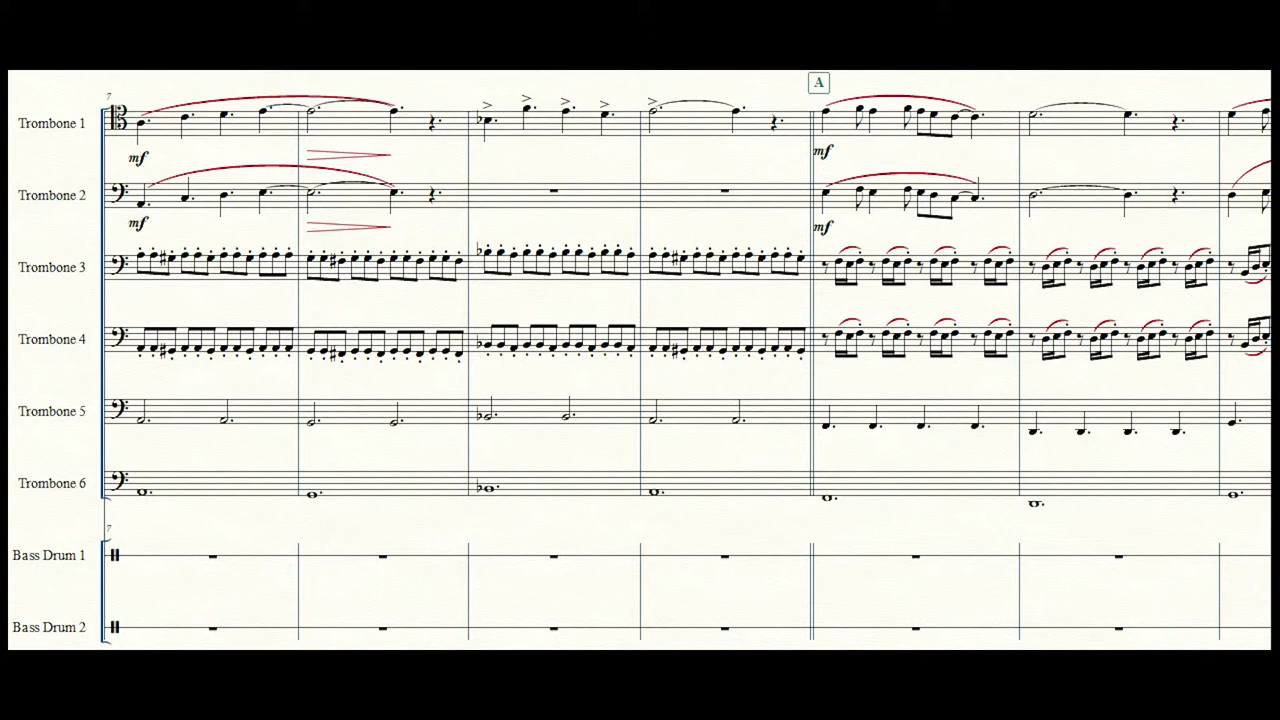 A
7
Trombone 1
mf
Trombone 2
mf
mf
mf
Trombone 3
Trombone 4
Trombone 5
Trombone 6
7
Bass Drum 1
Bass Drum 2